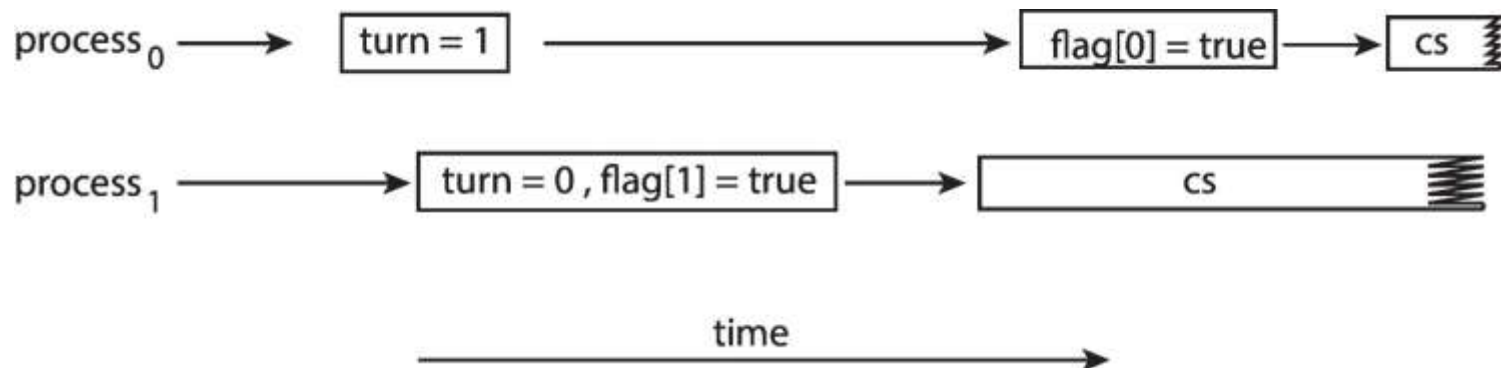 process0 turn = 1 flag[0] = true cs
process1 turn = 0 , flag[1] = true cs
time